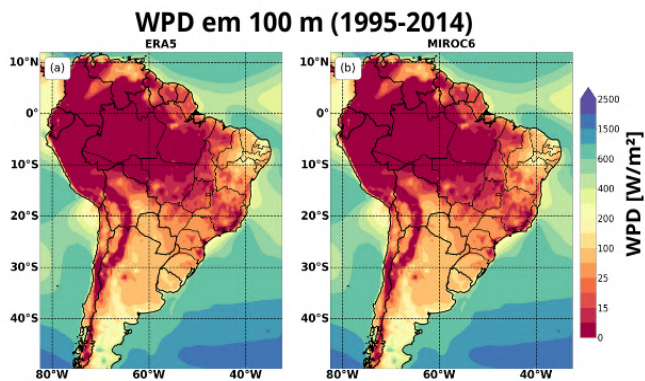 WPD em 100 m (1995-2014)
ERA5
MIROC6
(a)
(b)
10°N
0°
10°S
20°S
30°S
40°S
10°N
0°
10°S
20°S
30°S
40°S
80°W 60°W 40°W
80°W 60°W 40°W
2500
1500
600
400
200
100
25
15
0
WPD [W/m²]